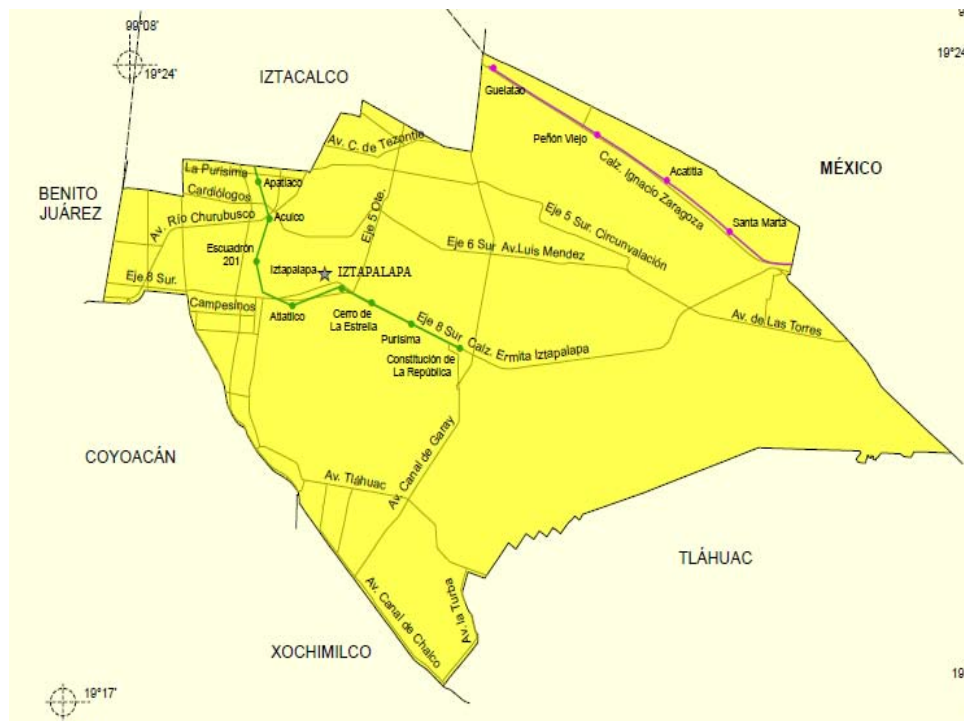 99°08'
19°24'
IZTACALCO
19°24'
Guelatao
Peñón Viejo
Av. C. de Tezontle
Calz. Ignacio Zaragoza
Acatitla
MÉXICO
La Purísima
Apatlaco
Cardiólogos
BENITO
JUÁREZ
Av. Río Churubusco
Aculco
Eje 5 Ote.
Eje 5 Sur. Circunvalación
Santa Marta
Escuadrón
201
Eje 6 Sur Av.Luís Mendez
Iztapalapa
IZTAPALAPA
Eje 8 Sur.
Campesinos
Atlatilco
Cerro de
La Estrella
Purísima
Eje 8 Sur Calz. Ermita Iztapalapa
Av. de Las Torres
Constitución de
La República
COYOACÁN
Av. Canal de Garay
Av. Tláhuac
TLÁHUAC
Av. la Turba
Av. Canal de Chalco
XOCHIMILCO
19°17'
19